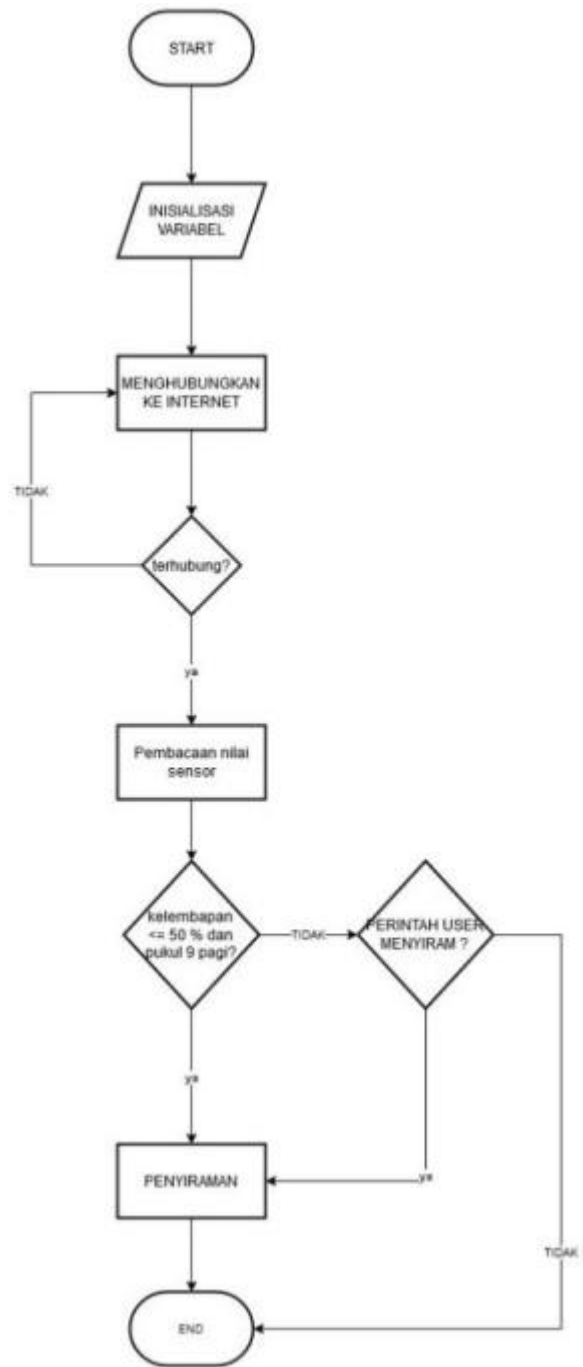 START
INISIALISASI
VARIABEL
MENGHUBUNGKAN
KE INTERNET
TIDAK
terhubung?
ya
Pembacaan nilai
sensor
kelembapan
<= 50 % dan
pukul 9 pagi?
TIDAK
PERINTAH USER
MENYIRAM ?
ya
PENYIRAMAN
ya
TIDAK
END